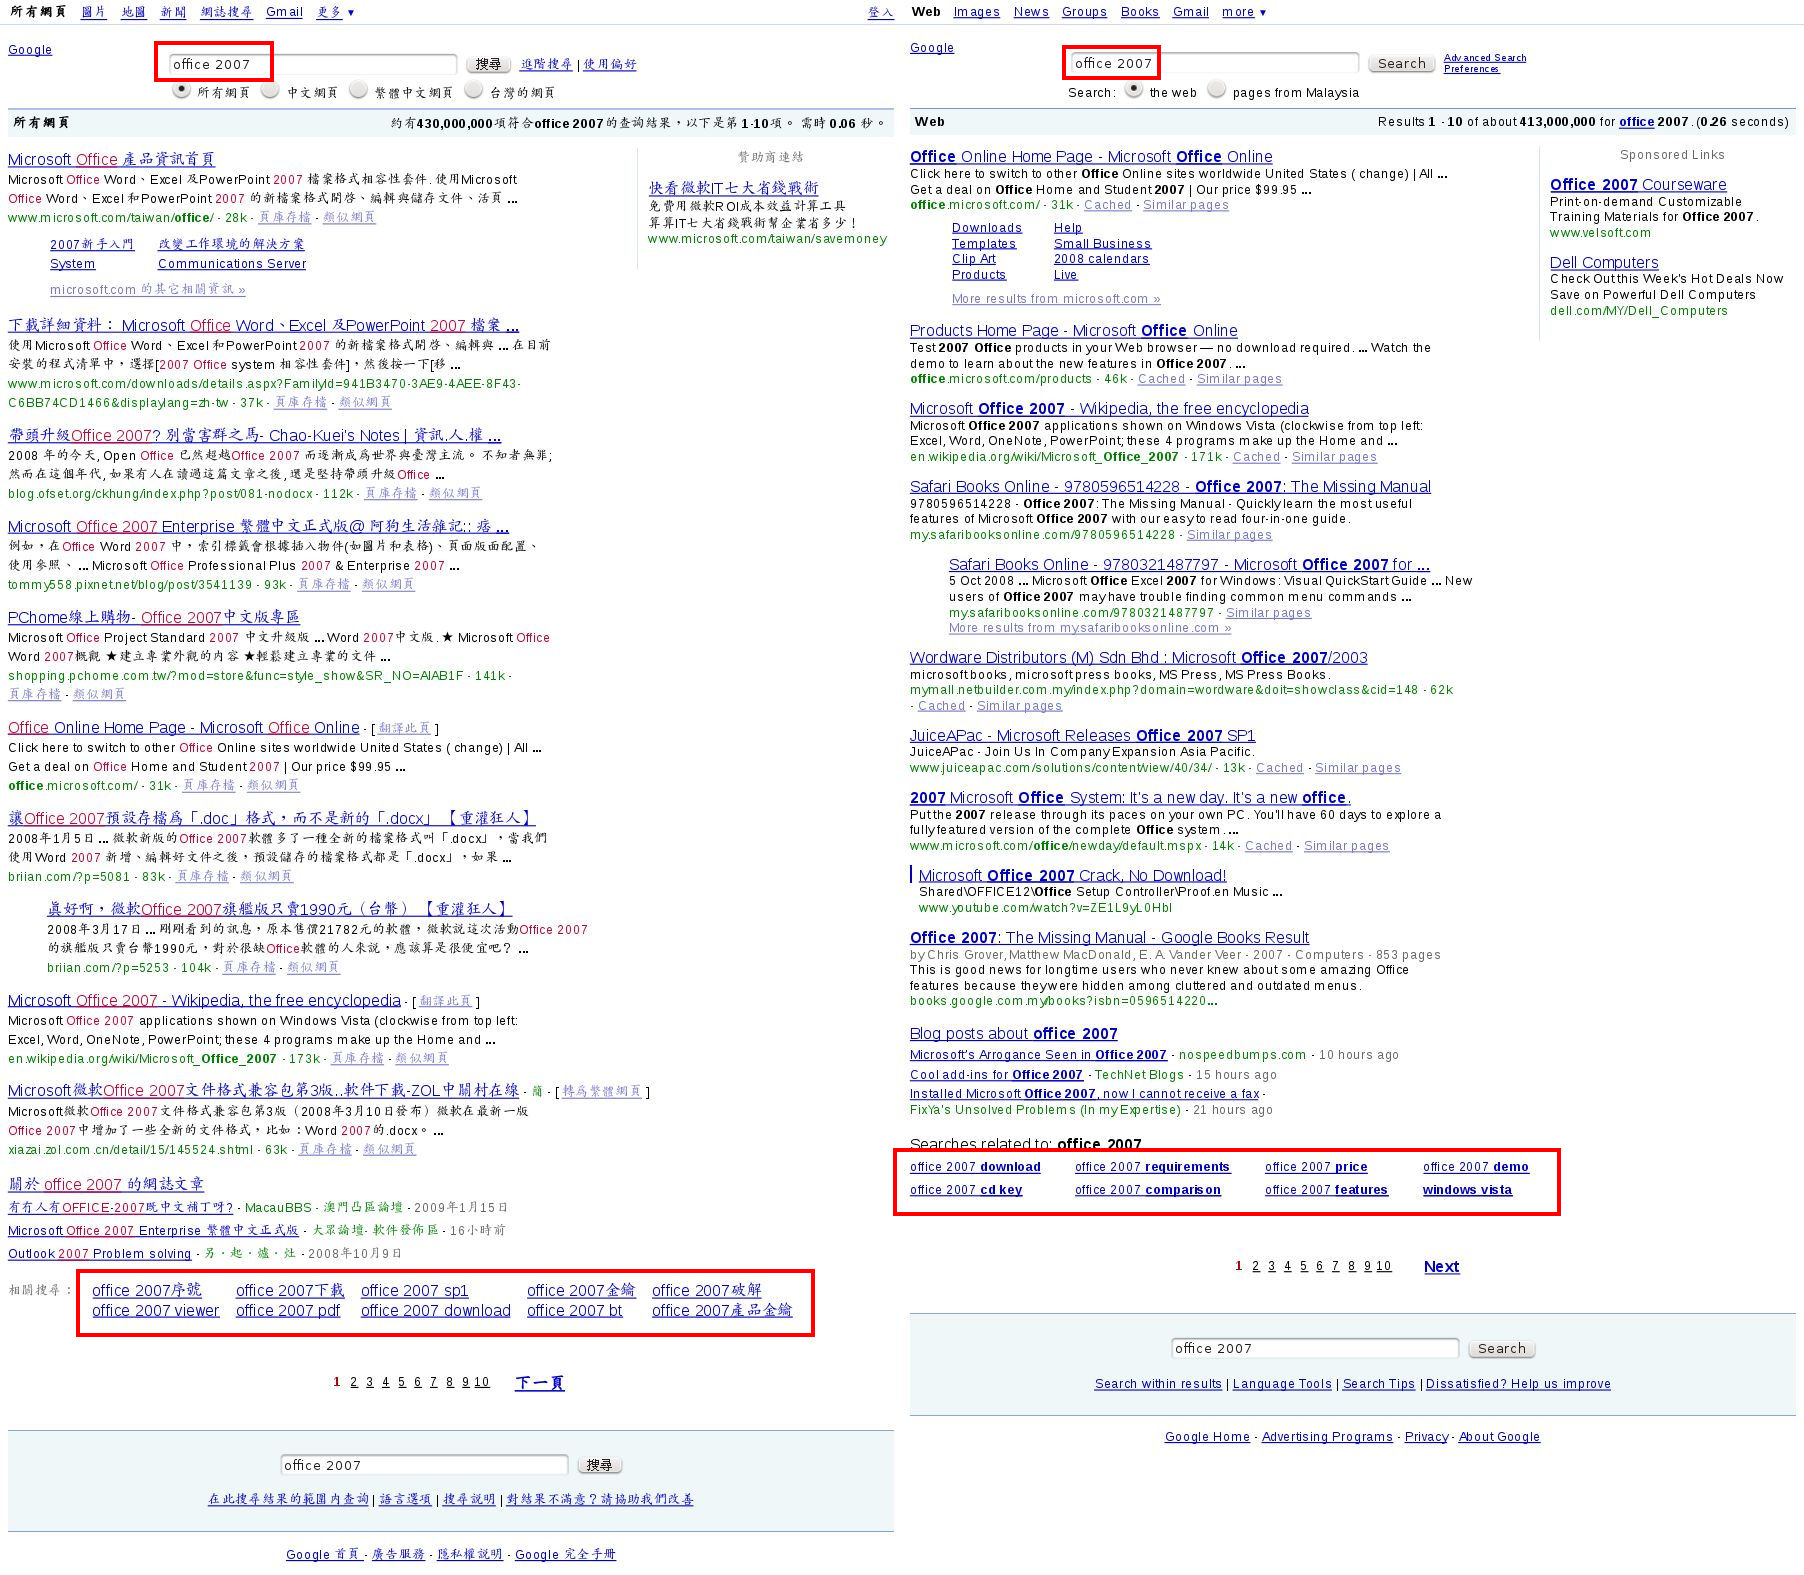 所有網頁 圖片 地圖 新聞 網誌搜尋 Gmail 更多 ▼ 登入
Google
office 2007 搜尋 進階搜尋 | 使用偏好
所有網頁 中文網頁 繁體中文網頁 台灣的網頁
所有網頁 約有430,000,000項符合office 2007的查詢結果，以下是第 1-10項。 需時 0.06 秒。
Microsoft Office 產品資訊首頁
Microsoft Office Word、Excel 及PowerPoint 2007 檔案格式相容性套件. 使用Microsoft
Office Word、Excel 和PowerPoint 2007 的新檔案格式開啓、編輯與儲存文件、活頁 ...
www.microsoft.com/taiwan/office/ - 28k - 頁庫存檔 - 類似網頁
2007新手入門 改變工作環境的解決方案
System Communications Server
microsoft.com 的其它相關資訊 »
下載詳細資料： Microsoft Office Word、Excel 及PowerPoint 2007 檔案 ...
使用Microsoft Office Word、Excel 和PowerPoint 2007 的新檔案格式開啓、編輯與 ... 在目前
安裝的程式清單中，選擇[2007 Office system 相容性套件]，然後按一下[移 ...
www.microsoft.com/downloads/details.aspx?FamilyId=941B3470-3AE9-4AEE-8F43-
C6BB74CD1466&displaylang=zh-tw - 37k - 頁庫存檔 - 類似網頁
帶頭升級Office 2007? 別當害群之馬- Chao-Kuei's Notes | 資訊.人.權 ...
2008 年的今天, Open Office 已然超越Office 2007 而逐漸成爲世界與臺灣主流。 不知者無罪;
然而在這個年代, 如果有人在讀過這篇文章之後, 還是堅持帶頭升級Office ...
blog.ofset.org/ckhung/index.php?post/081-nodocx - 112k - 頁庫存檔 - 類似網頁
Microsoft Office 2007 Enterprise 繁體中文正式版@ 阿狗生活雜記:: 痞 ...
例如，在Office Word 2007 中，索引標籤會根據插入物件(如圖片和表格)、頁面版面配置、
使用參照、 ... Microsoft Office Professional Plus 2007 & Enterprise 2007 ...
tommy558.pixnet.net/blog/post/3541139 - 93k - 頁庫存檔 - 類似網頁
PChome線上購物- Office 2007中文版專區
Microsoft Office Project Standard 2007 中文升級版 ... Word 2007中文版. ★ Microsoft Office
Word 2007概觀 ★建立專業外觀的內容 ★輕鬆建立專業的文件 ...
shopping.pchome.com.tw/?mod=store&func=style_show&SR_NO=AIAB1F - 141k -
頁庫存檔 - 類似網頁
Office Online Home Page - Microsoft Office Online - [ 翻譯此頁 ]
Click here to switch to other Office Online sites worldwide United States ( change) | All ...
Get a deal on Office Home and Student 2007 | Our price $99.95 ...
office.microsoft.com/ - 31k - 頁庫存檔 - 類似網頁
讓Office 2007預設存檔爲「.doc」格式，而不是新的「.docx」 【重灌狂人】
2008年1月5日 ... 微軟新版的Office 2007軟體多了一種全新的檔案格式叫「.docx」，當我們
使用Word 2007 新增、編輯好文件之後，預設儲存的檔案格式都是「.docx」，如果 ...
briian.com/?p=5081 - 83k - 頁庫存檔 - 類似網頁
眞好啊，微軟Office 2007旗艦版只賣1990元（台幣） 【重灌狂人】
2008年3月17日 ... 剛剛看到的訊息，原本售價21782元的軟體，微軟說這次活動Office 2007
的旗艦版只賣台幣1990元，對於很缺Office軟體的人來說，應該算是很便宜吧? ...
briian.com/?p=5253 - 104k - 頁庫存檔 - 類似網頁
Microsoft Office 2007 - Wikipedia, the free encyclopedia - [ 翻譯此頁 ]
Microsoft Office 2007 applications shown on Windows Vista (clockwise from top left:
Excel, Word, OneNote, PowerPoint; these 4 programs make up the Home and ...
en.wikipedia.org/wiki/Microsoft_Office_2007 - 173k - 頁庫存檔 - 類似網頁
Microsoft微軟Office 2007文件格式兼容包第3版..軟件下載-ZOL中關村在線 - 簡 - [ 轉爲繁體網頁 ]
Microsoft微軟Office 2007文件格式兼容包第3版（2008年3月10日發布）微軟在最新一版
Office 2007中增加了一些全新的文件格式，比如：Word 2007的.docx。 ...
xiazai.zol.com.cn/detail/15/145524.shtml - 63k - 頁庫存檔 - 類似網頁
關於 office 2007 的網誌文章
有冇人有OFFICE-2007既中文補丁呀? - MacauBBS - 澳門凸區論壇 - 2009年1月15日
Microsoft Office 2007 Enterprise 繁體中文正式版 - 大眾論壇- 軟件發佈區 - 16小時前
Outlook 2007 Problem solving - 另．起．爐．灶 - 2008年10月9日
相關搜尋： office 2007序號 office 2007下載 office 2007 sp1 office 2007金鑰 office 2007破解
office 2007 viewer office 2007 pdf office 2007 download office 2007 bt office 2007產品金鑰
1 2 3 4 5 6 7 8 9 10 下一頁
office 2007 搜尋
在此搜尋結果的範圍內查詢 | 語言選項 | 搜尋說明 | 對結果不滿意？請協助我們改善
Google 首頁 - 廣告服務 - 隱私權說明 - Google 完全手冊
贊助商連結
快看微軟IT七大省錢戰術
免費用微軟ROI成本效益計算工具
算算IT七大省錢戰術幫企業省多少！
www.microsoft.com/taiwan/savemoney
Web Images News Groups Books Gmail more ▼
Google
office 2007 Search Advanced Search
Preferences
Search: the web pages from Malaysia
Web Results 1 - 10 of about 413,000,000 for office 2007. (0.26 seconds)
Office Online Home Page - Microsoft Office Online
Click here to switch to other Office Online sites worldwide United States ( change) | All ...
Get a deal on Office Home and Student 2007 | Our price $99.95 ...
office.microsoft.com/ - 31k - Cached - Similar pages
Downloads Help
Templates Small Business
Clip Art 2008 calendars
Products Live
More results from microsoft.com »
Products Home Page - Microsoft Office Online
Test 2007 Office products in your Web browser — no download required. ... Watch the
demo to learn about the new features in Office 2007. ...
office.microsoft.com/products - 46k - Cached - Similar pages
Microsoft Office 2007 - Wikipedia, the free encyclopedia
Microsoft Office 2007 applications shown on Windows Vista (clockwise from top left:
Excel, Word, OneNote, PowerPoint; these 4 programs make up the Home and ...
en.wikipedia.org/wiki/Microsoft_Office_2007 - 171k - Cached - Similar pages
Safari Books Online - 9780596514228 - Office 2007: The Missing Manual
9780596514228 - Office 2007: The Missing Manual - Quickly learn the most useful
features of Microsoft Office 2007 with our easy to read four-in-one guide.
my.safaribooksonline.com/9780596514228 - Similar pages
Safari Books Online - 9780321487797 - Microsoft Office 2007 for ...
5 Oct 2008 ... Microsoft Office Excel 2007 for Windows: Visual QuickStart Guide ... New
users of Office 2007 may have trouble finding common menu commands ...
my.safaribooksonline.com/9780321487797 - Similar pages
More results from my.safaribooksonline.com »
Wordware Distributors (M) Sdn Bhd : Microsoft Office 2007/2003
microsoft books, microsoft press books, MS Press, MS Press Books.
mymall.netbuilder.com.my/index.php?domain=wordware&doit=showclass&cid=148 - 62k
- Cached - Similar pages
JuiceAPac - Microsoft Releases Office 2007 SP1
JuiceAPac - Join Us In Company Expansion Asia Pacific.
www.juiceapac.com/solutions/content/view/40/34/ - 13k - Cached - Similar pages
2007 Microsoft Office System: It's a new day. It's a new office.
Put the 2007 release through its paces on your own PC. You'll have 60 days to explore a
fully featured version of the complete Office system. ...
www.microsoft.com/office/newday/default.mspx - 14k - Cached - Similar pages
Microsoft Office 2007 Crack, No Download!
Shared\OFFICE12\Office Setup Controller\Proof.en Music ...
www.youtube.com/watch?v=ZE1L9yL0HbI
Office 2007: The Missing Manual - Google Books Result
by Chris Grover, Matthew MacDonald, E. A. Vander Veer - 2007 - Computers - 853 pages
This is good news for longtime users who never knew about some amazing Office
features because they were hidden among cluttered and outdated menus.
books.google.com.my/books?isbn=0596514220...
Blog posts about office 2007
Microsoft's Arrogance Seen in Office 2007 - nospeedbumps.com - 10 hours ago
Cool add-ins for Office 2007 - TechNet Blogs - 15 hours ago
Installed Microsoft Office 2007, now I cannot receive a fax -
FixYa's Unsolved Problems (In my Expertise) - 21 hours ago
Searches related to: office 2007
office 2007 download office 2007 requirements office 2007 price office 2007 demo
office 2007 cd key office 2007 comparison office 2007 features windows vista
1 2 3 4 5 6 7 8 9 10 Next
office 2007 Search
Search within results | Language Tools | Search Tips | Dissatisfied? Help us improve
Google Home - Advertising Programs - Privacy - About Google
Sponsored Links
Office 2007 Courseware
Print-on-demand Customizable
Training Materials for Office 2007.
www.velsoft.com
Dell Computers
Check Out this Week's Hot Deals Now
Save on Powerful Dell Computers
dell.com/MY/Dell_Computers